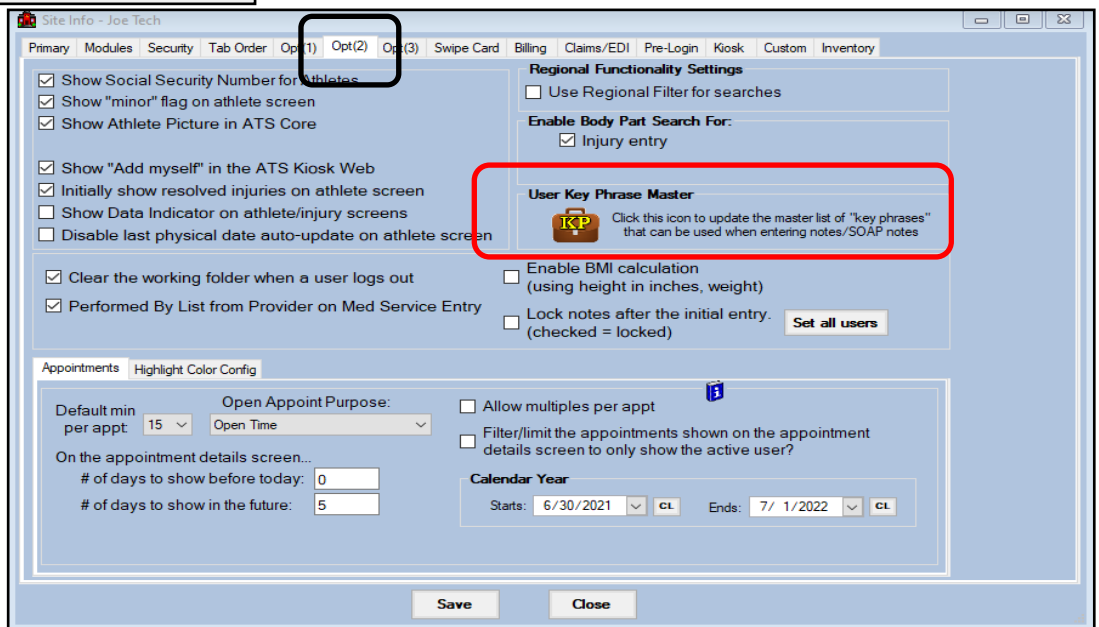 Site Info - Joe Tech
Primary Modules Security Tab Order Opt(1) Opt(2) Opt(3) Swipe Card Billing Claims/EDI Pre-Login Kiosk Custom Inventory
Show Social Security Number for Athletes
Show "minor" flag on athlete screen
Show Athlete Picture in ATS Core
Show "Add myself" in the ATS Kiosk Web
Initially show resolved injuries on athlete screen
Show Data Indicator on athlete/injury screens
Disable last physical date auto-update on athlete screen
Regional Functionality Settings
Use Regional Filter for searches
Enable Body Part Search For:
Injury entry
User Key Phrase Master
KP
Click this icon to update the master list of "key phrases"
that can be used when entering notes/SOAP notes
Clear the working folder when a user logs out
Performed By List from Provider on Med Service Entry
Enable BMI calculation
(using height in inches, weight)
Lock notes after the initial entry.
(checked = locked)
Set all users
Appointments Highlight Color Config
Default min
per appt: 15
Open Appoint Purpose:
Open Time
On the appointment details screen...
# of days to show before today: 0
# of days to show in the future: 5
Allow multiples per appt
Filter/limit the appointments shown on the appointment
details screen to only show the active user?
Calendar Year
Starts: 6/30/2021 CL Ends: 7/ 1/2022 CL
Save Close